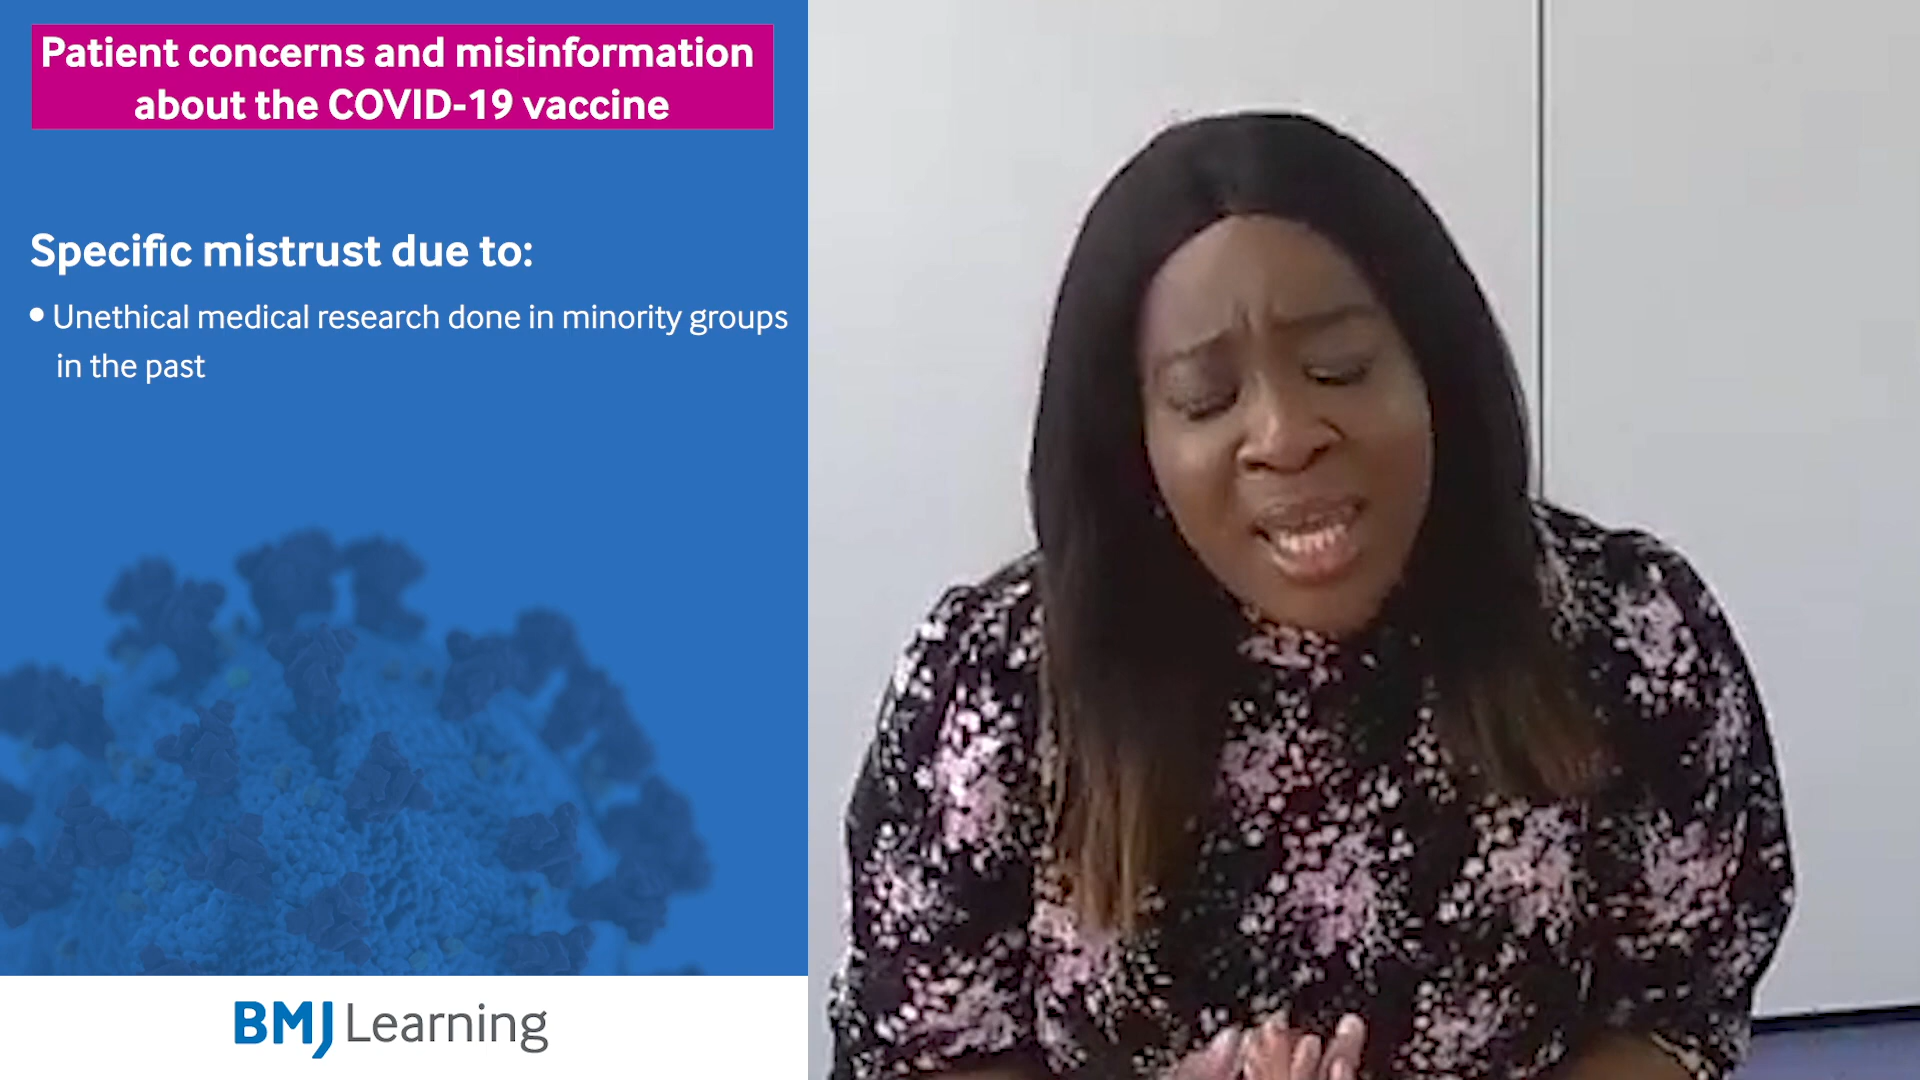 Patient concerns and misinformation
about the COVID-19 vaccine
Specific mistrust due to:
• Unethical medical research done in minority groups
in the past
BMJ Learning